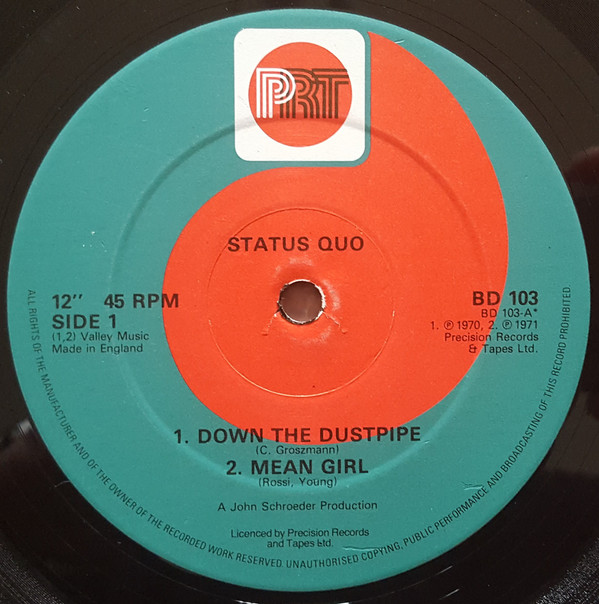 PRT
STATUS QUO
12" 45 RPM
SIDE 1
(1,2) Valley Music
Made in England
BD 103
BD 103-A*
1. ℗ 1970, 2. ℗ 1971
Precision Records
& Tapes Ltd.
1. DOWN THE DUSTPIPE
(C. Groszmann)
2. MEAN GIRL
(Rossi, Young)
A John Schroeder Production
Licenced by Precision Records
and Tapes Ltd.
ALL RIGHTS OF THE MANUFACTURER AND OF THE OWNER OF THE RECORDED WORK RESERVED. UNAUTHORISED COPYING, PUBLIC PERFORMANCE AND BROADCASTING OF THIS RECORD PROHIBITED